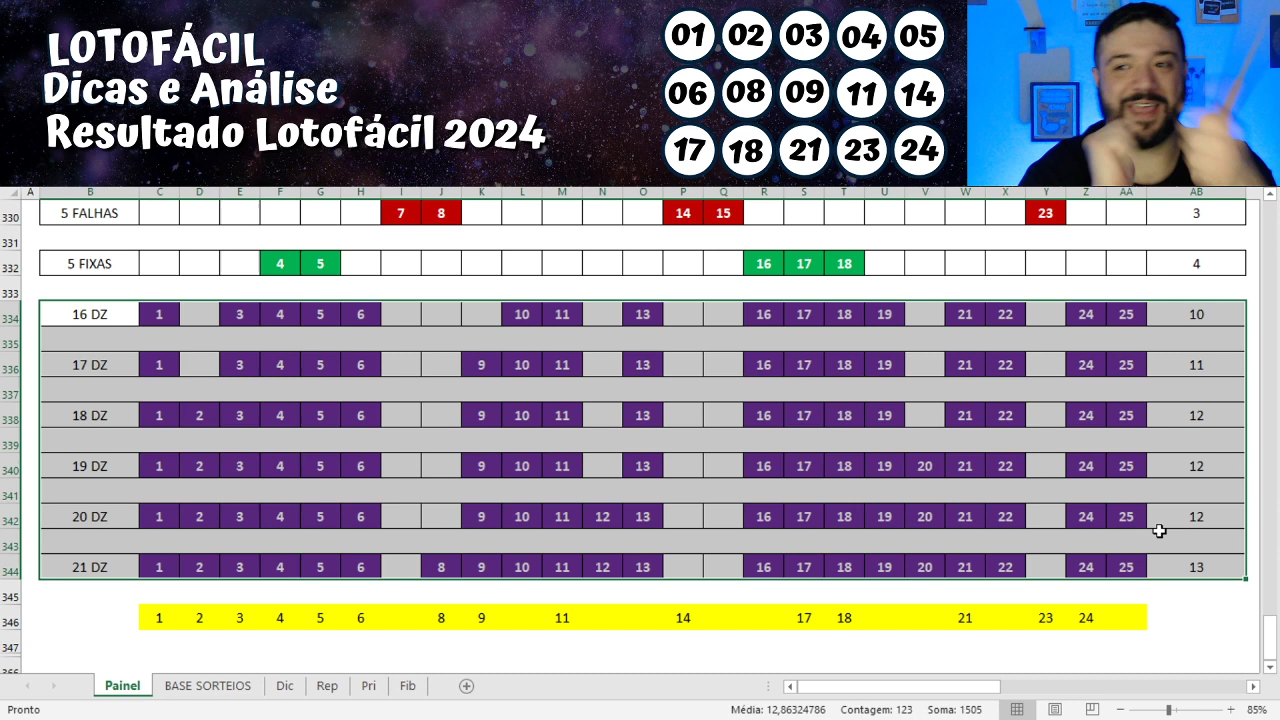 LOTOFÁCIL
Dicas e Análise
Resultado Lotofácil 2024
01 02 03 04 05
06 08 09 11 14
17 18 21 23 24
A B C D E F G H I J K L M N O P Q R S T U V W X Y Z AA AB
330 5 FALHAS 7 8 14 15 23 3
331
332 5 FIXAS 4 5 16 17 18 4
333
334 16 DZ 1 3 4 5 6 10 11 13 16 17 18 19 21 22 24 25 10
335
336 17 DZ 1 3 4 5 6 9 10 11 13 16 17 18 19 21 22 24 25 11
337
338 18 DZ 1 2 3 4 5 6 9 10 11 13 16 17 18 19 21 22 24 25 12
339
340 19 DZ 1 2 3 4 5 6 9 10 11 13 16 17 18 19 20 21 22 24 25 12
341
342 20 DZ 1 2 3 4 5 6 9 10 11 12 13 16 17 18 19 20 21 22 24 25 12
343
344 21 DZ 1 2 3 4 5 6 8 9 10 11 12 13 16 17 18 19 20 21 22 24 25 13
345
346 1 2 3 4 5 6 8 9 11 14 17 18 21 23 24
347
Painel BASE SORTEIOS Dic Rep Pri Fib
Pronto Média: 12,86324786 Contagem: 123 Soma: 1505 85%